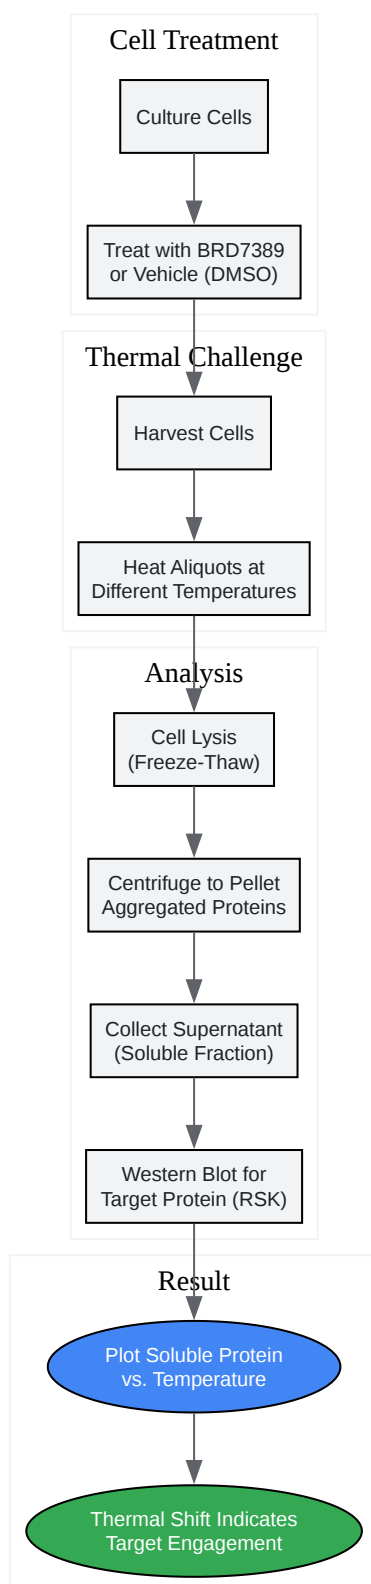 Cell Treatment
Culture Cells
Treat with BRD7389
or Vehicle (DMSO)
Thermal Challenge
Harvest Cells
Heat Aliquots at
Different Temperatures
Analysis
Cell Lysis
(Freeze-Thaw)
Centrifuge to Pellet
Aggregated Proteins
Collect Supernatant
(Soluble Fraction)
Western Blot for
Target Protein (RSK)
Result
Plot Soluble Protein
vs. Temperature
Thermal Shift Indicates
Target Engagement